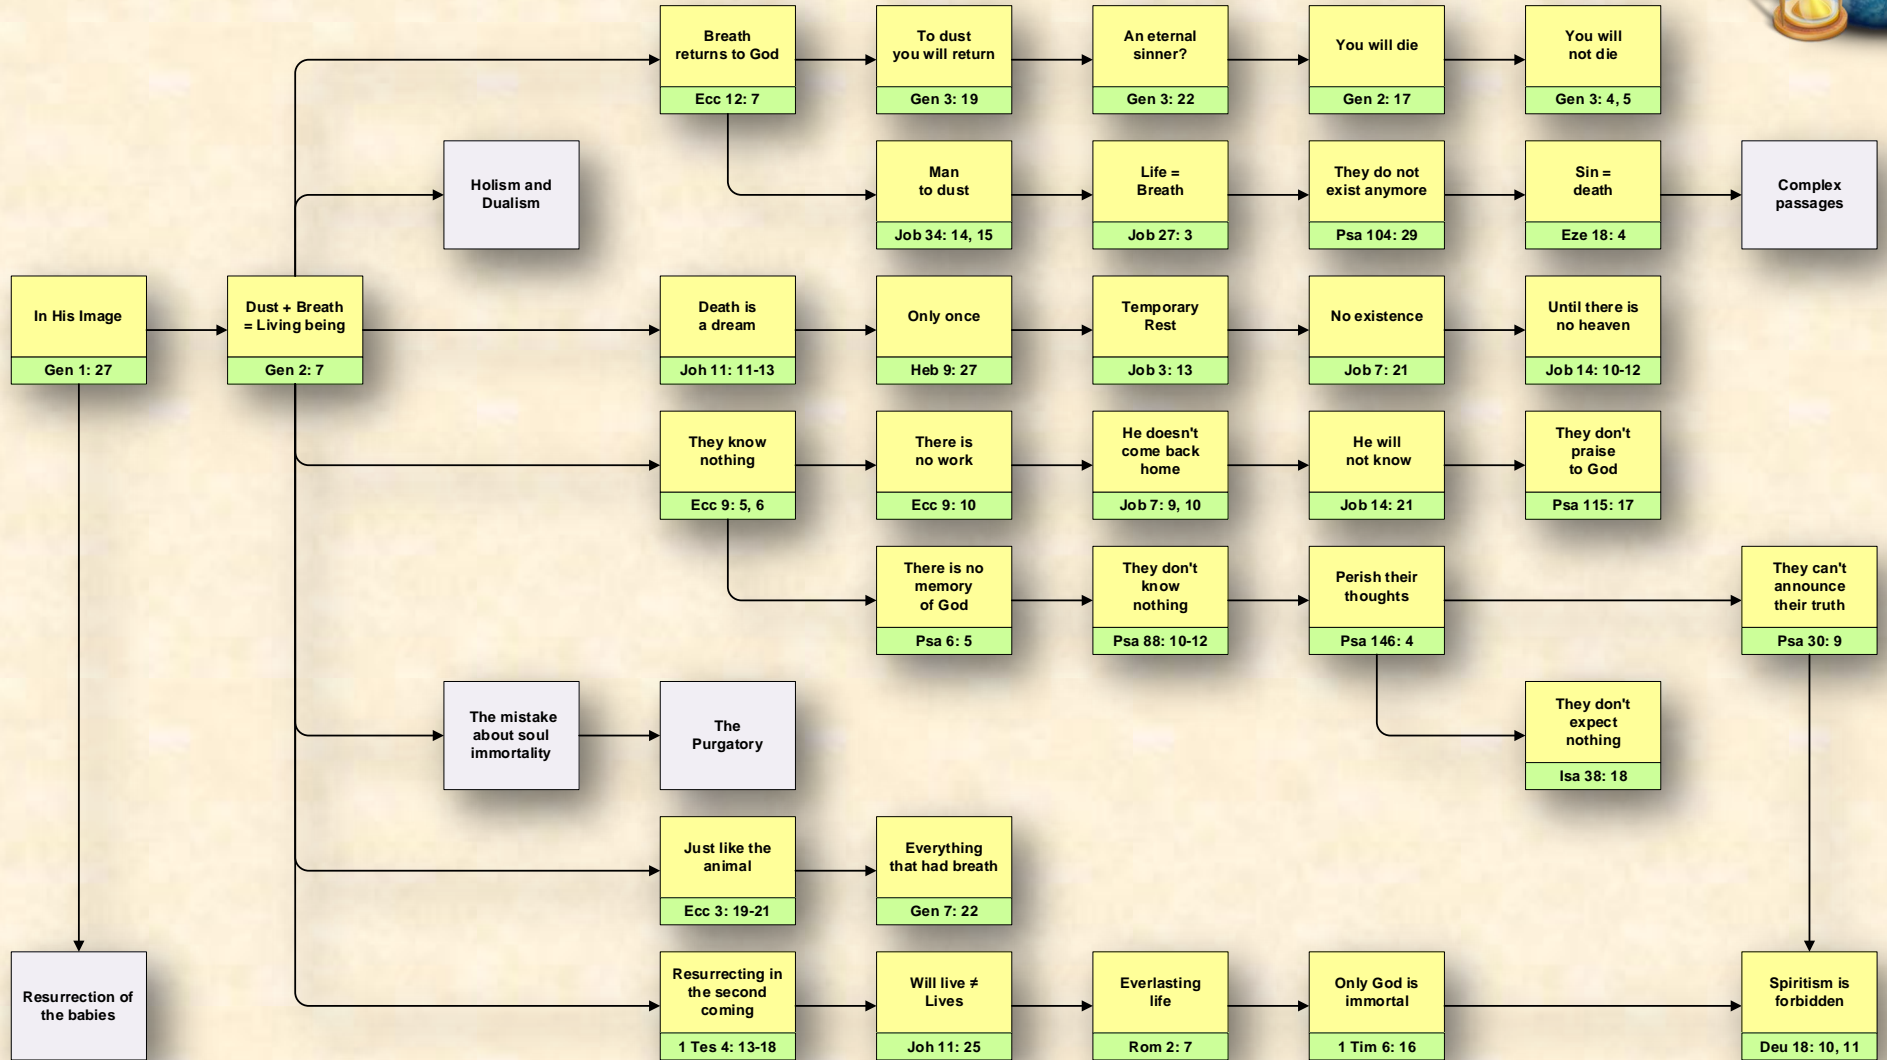 Breath
returns to God
Ecc 12: 7
To dust
you will return
Gen 3: 19
An eternal
sinner?
Gen 3: 22
You will die
Gen 2: 17
You will
not die
Gen 3: 4, 5
Holism and
Dualism
Man
to dust
Job 34: 14, 15
Life =
Breath
Job 27: 3
They do not
exist anymore
Psa 104: 29
Sin =
death
Eze 18: 4
Complex
passages
In His Image
Gen 1: 27
Dust + Breath
= Living being
Gen 2: 7
Death is
a dream
Joh 11: 11-13
Only once
Heb 9: 27
Temporary
Rest
Job 3: 13
No existence
Job 7: 21
Until there is
no heaven
Job 14: 10-12
They know
nothing
Ecc 9: 5, 6
There is
no work
Ecc 9: 10
He doesn't
come back
home
Job 7: 9, 10
He will
not know
Job 14: 21
They don't
praise
to God
Psa 115: 17
There is no
memory
of God
Psa 6: 5
They don't
know
nothing
Psa 88: 10-12
Perish their
thoughts
Psa 146: 4
They can't
announce
their truth
Psa 30: 9
The mistake
about soul
immortality
The
Purgatory
They don't
expect
nothing
Isa 38: 18
Just like the
animal
Ecc 3: 19-21
Everything
that had breath
Gen 7: 22
Resurrection of
the babies
Resurrecting in
the second
coming
1 Tes 4: 13-18
Will live ≠
Lives
Joh 11: 25
Everlasting
life
Rom 2: 7
Only God is
immortal
1 Tim 6: 16
Spiritism is
forbidden
Deu 18: 10, 11